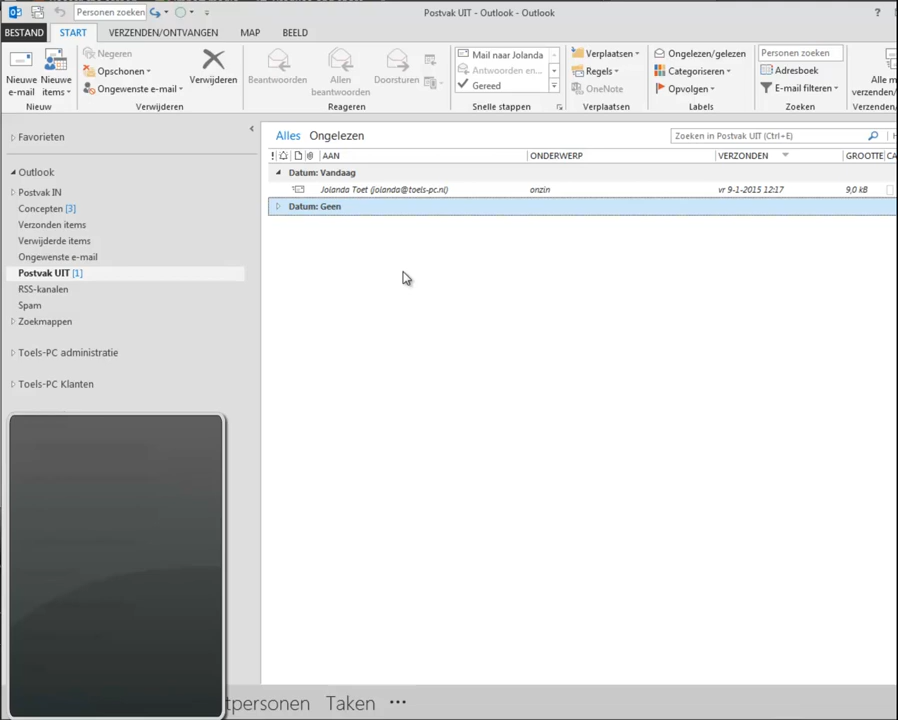 Personen zoeken
Postvak UIT - Outlook - Outlook
?
BESTAND START VERZENDEN/ONTVANGEN MAP BEELD
Nieuwe e-mail
Nieuwe items
Negeren
Opschonen
Ongewenste e-mail
Verwijderen
Beantwoorden
Allen beantwoorden
Doorsturen
Mail naar Jolanda
Antwoorden en...
Gereed
Verplaatsen
Regels
OneNote
Ongelezen/gelezen
Categoriseren
Opvolgen
Personen zoeken
Adresboek
E-mail filteren
Alle m
verzenden/
Nieuw Verwijderen Reageren Snelle stappen Verplaatsen Labels Zoeken Verzenden/
Favorieten
Outlook
Postvak IN
Concepten [3]
Verzonden items
Verwijderde items
Ongewenste e-mail
Postvak UIT [1]
RSS-kanalen
Spam
Zoekmappen
Toels-PC administratie
Toels-PC Klanten
Alles Ongelezen
Zoeken in Postvak UIT (Ctrl+E)
! AAN ONDERWERP VERZONDEN GROOTTE CA
Datum: Vandaag
Jolanda Toet (jolanda@toels-pc.nl) onzin vr 9-1-2015 12:17 9,0 kB
Datum: Geen
tpersonen Taken •••